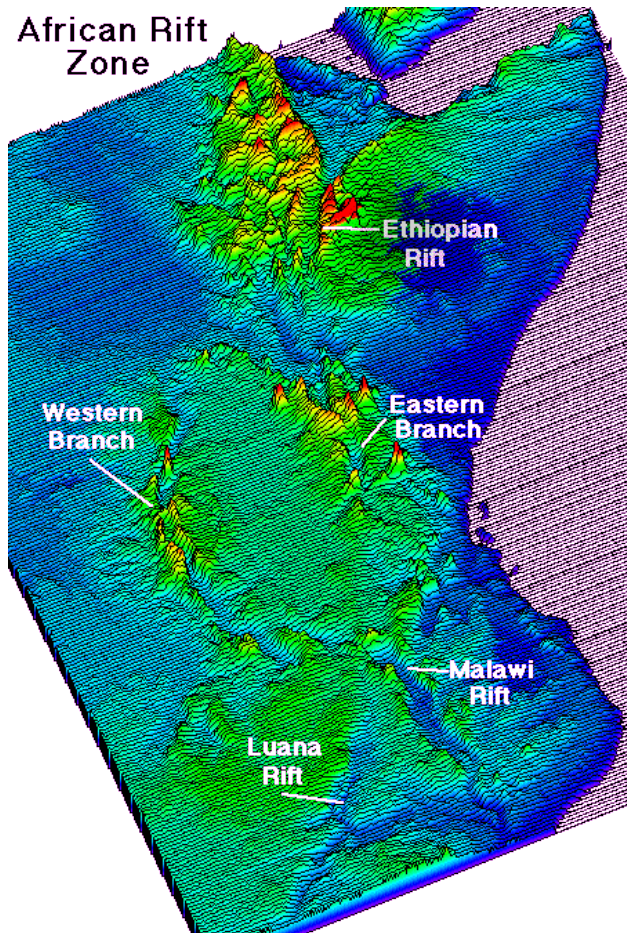 African Rift
Zone
Ethiopian
Rift
Western
Branch
Eastern
Branch
Malawi
Rift
Luana
Rift